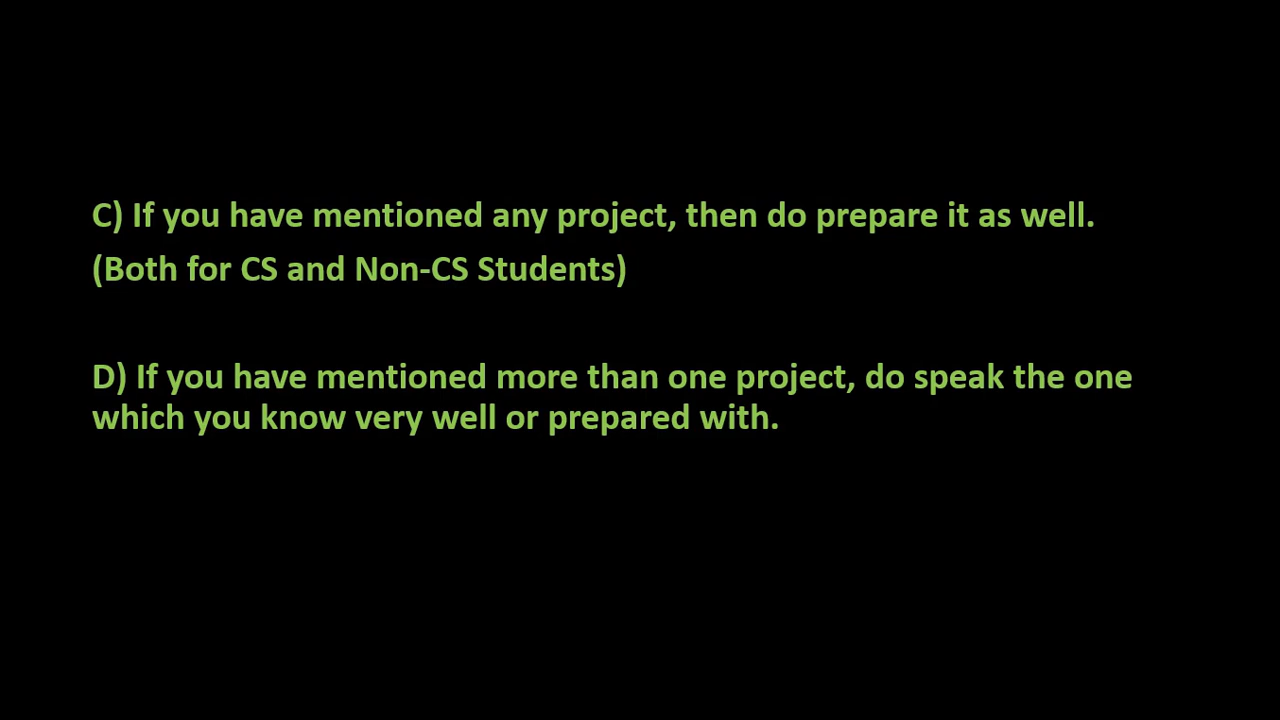 C) If you have mentioned any project, then do prepare it as well.
(Both for CS and Non-CS Students)
D) If you have mentioned more than one project, do speak the one
which you know very well or prepared with.